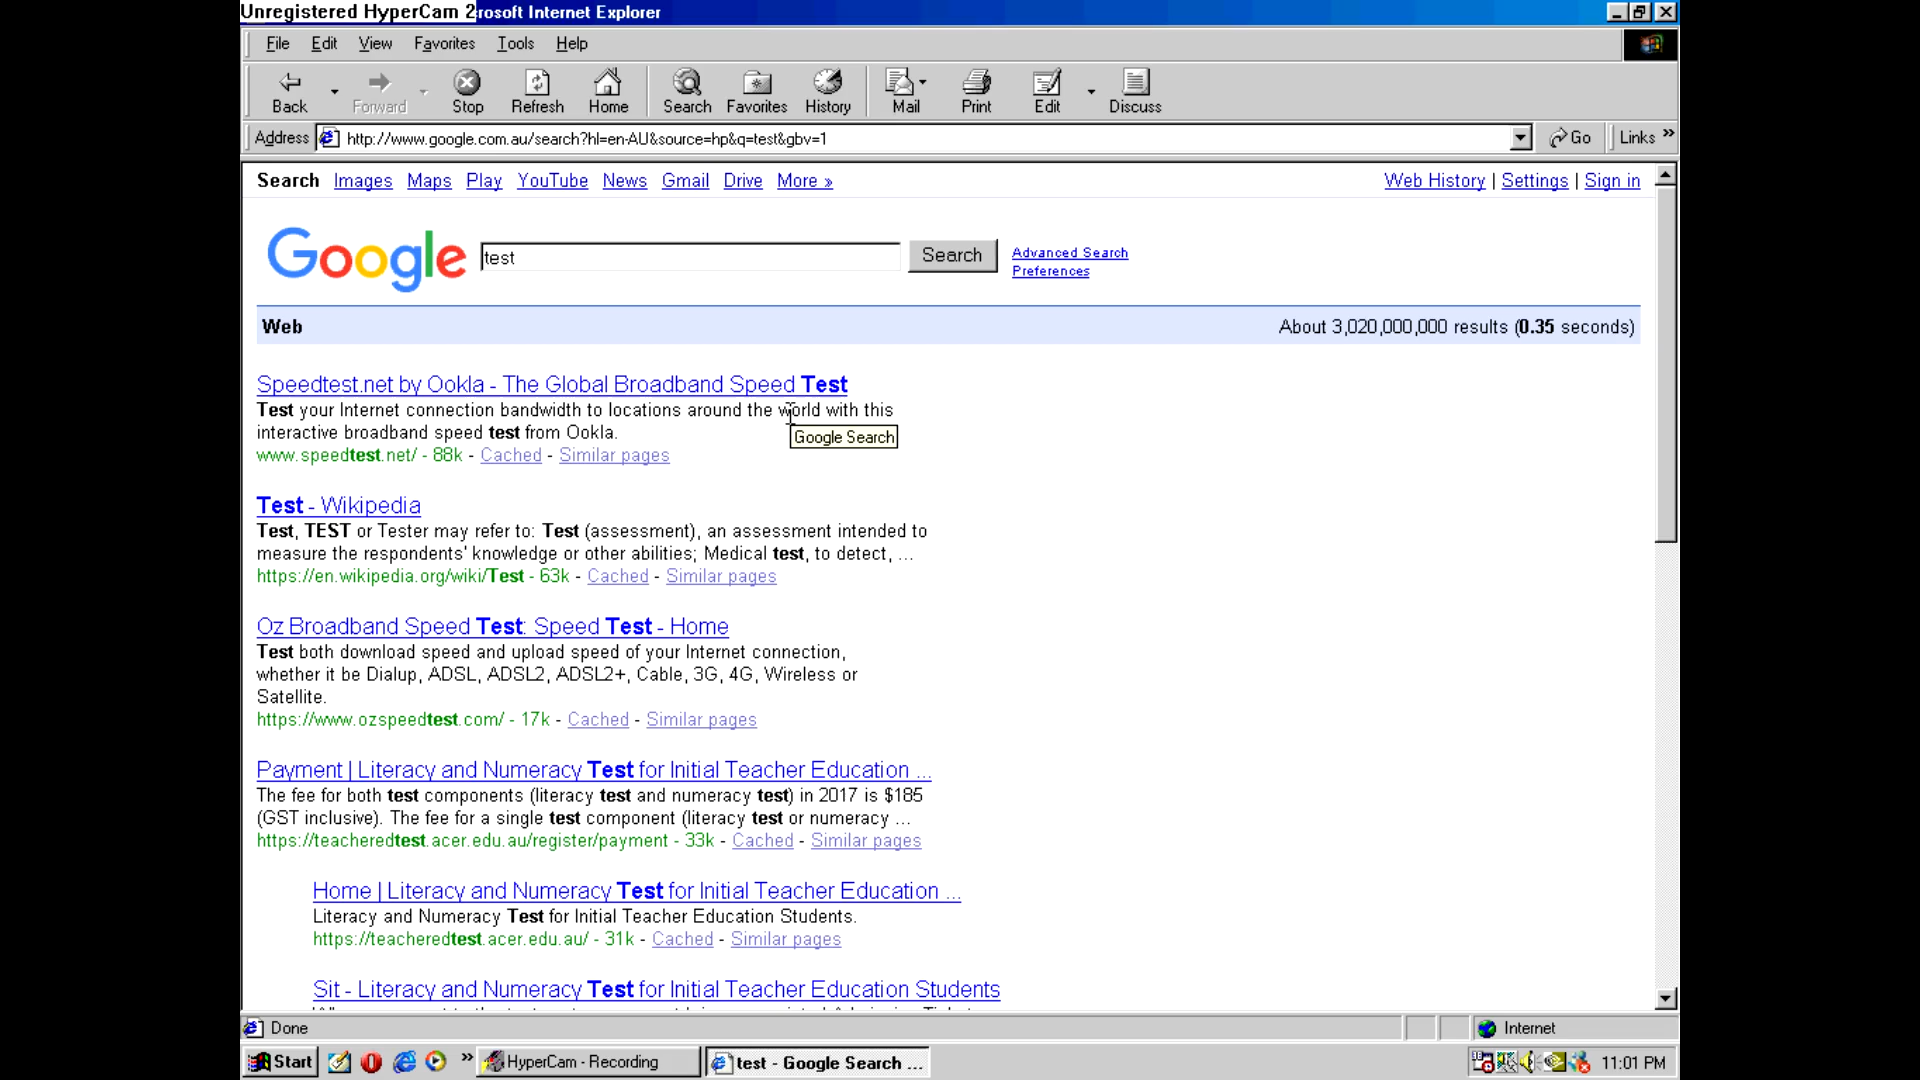 Unregistered HyperCam 2rosoft Internet Explorer
File Edit View Favorites Tools Help
Back Forward Stop Refresh Home Search Favorites History Mail Print Edit Discuss
Address http://www.google.com.au/search?hl=en-AU&source=hp&q=test&gbv=1 Go Links »
Search Images Maps Play YouTube News Gmail Drive More » Web History | Settings | Sign in
Google test Search Advanced Search
Preferences
Web About 3,020,000,000 results (0.35 seconds)
Speedtest.net by Ookla - The Global Broadband Speed Test
Test your Internet connection bandwidth to locations around the world with this
interactive broadband speed test from Ookla.
Google Search
www.speedtest.net/ - 88k - Cached - Similar pages
Test - Wikipedia
Test, TEST or Tester may refer to: Test (assessment), an assessment intended to
measure the respondents' knowledge or other abilities; Medical test, to detect, ...
https://en.wikipedia.org/wiki/Test - 63k - Cached - Similar pages
Oz Broadband Speed Test: Speed Test - Home
Test both download speed and upload speed of your Internet connection,
whether it be Dialup, ADSL, ADSL2, ADSL2+, Cable, 3G, 4G, Wireless or
Satellite.
https://www.ozspeedtest.com/ - 17k - Cached - Similar pages
Payment | Literacy and Numeracy Test for Initial Teacher Education ...
The fee for both test components (literacy test and numeracy test) in 2017 is $185
(GST inclusive). The fee for a single test component (literacy test or numeracy ...
https://teacheredtest.acer.edu.au/register/payment - 33k - Cached - Similar pages
Home | Literacy and Numeracy Test for Initial Teacher Education ...
Literacy and Numeracy Test for Initial Teacher Education Students.
https://teacheredtest.acer.edu.au/ - 31k - Cached - Similar pages
Sit - Literacy and Numeracy Test for Initial Teacher Education Students
Done Internet
Start » HyperCam - Recording test - Google Search ... 11:01 PM